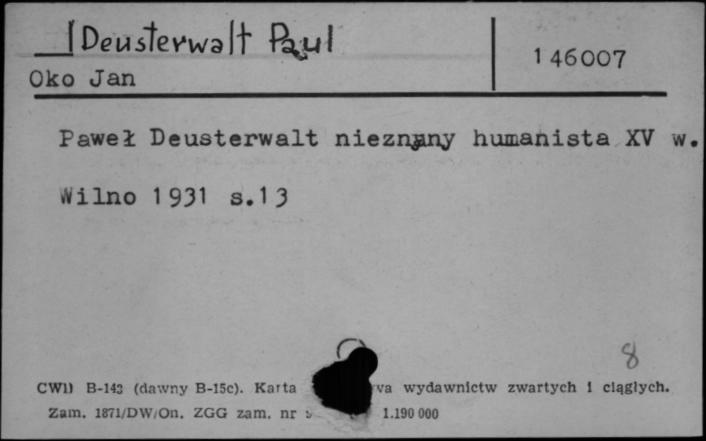 Deusterwalt Paul
146007
Oko Jan
Paweł Deusterwalt nieznany humanista XV w.
Wilno 1931 s.13
8
CWD B-143 (dawny B-15c). Karta wydawnictw zwartych i ciągłych.
Zam. 1871/DW/On. ZGG zam. nr 1.190 000